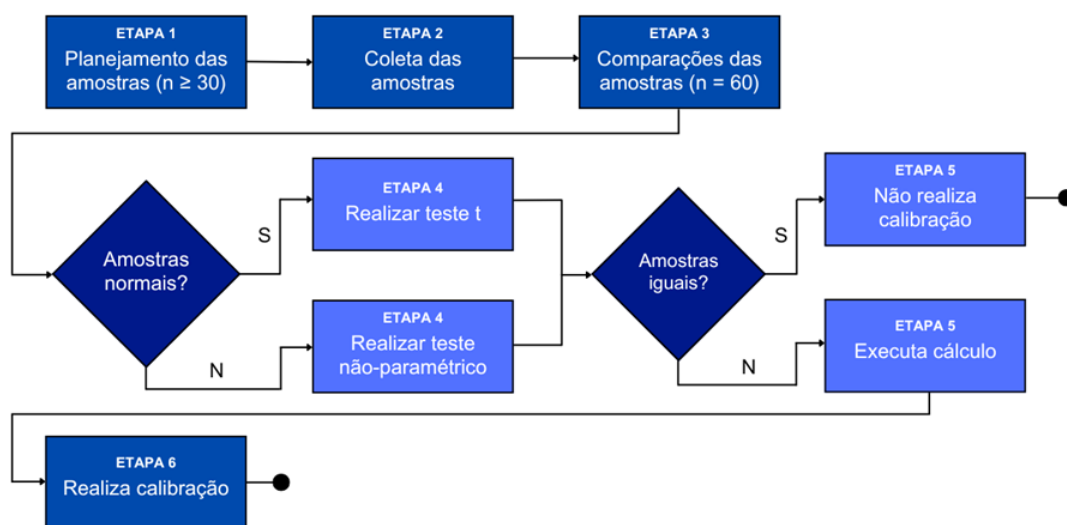 ETAPA 1
Planejamento das
amostras (n ≥ 30)
ETAPA 2
Coleta das
amostras
ETAPA 3
Comparações das
amostras (n = 60)
Amostras
normais?
S
N
ETAPA 4
Realizar teste t
ETAPA 4
Realizar teste
não-paramétrico
Amostras
iguais?
S
N
ETAPA 5
Não realiza
calibração
ETAPA 5
Executa cálculo
ETAPA 6
Realiza calibração